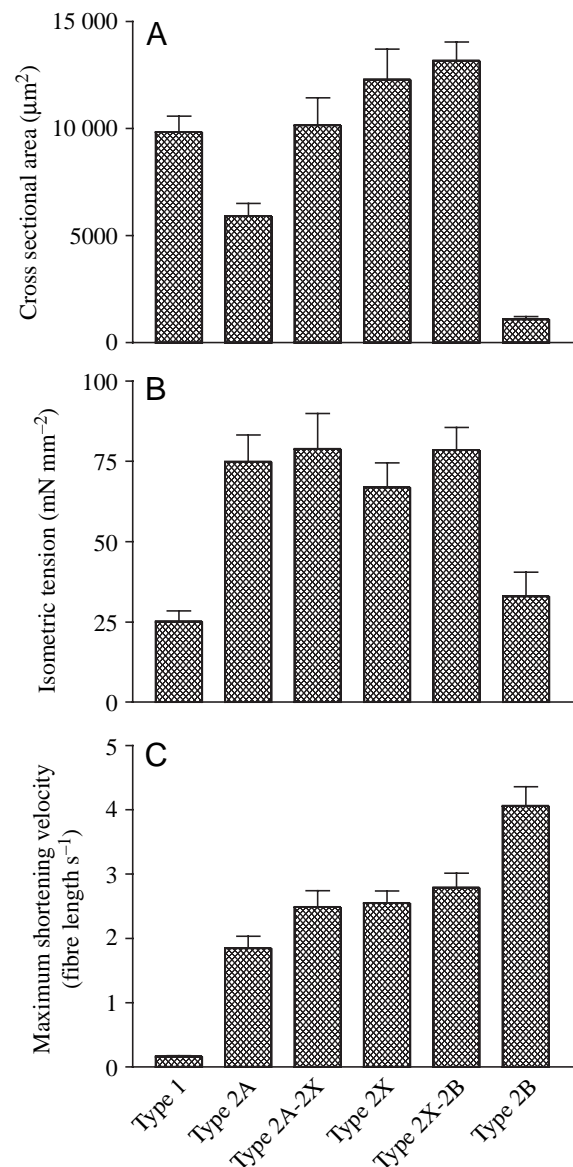 A
15 000
10 000
5000
0
Cross sectional area (μm²)
B
100
75
50
25
0
Isometric tension (mN mm⁻²)
C
5
4
3
2
1
0
Maximum shortening velocity
(fibre length s⁻¹)
Type 1
Type 2A
Type 2A-2X
Type 2X
Type 2X-2B
Type 2B